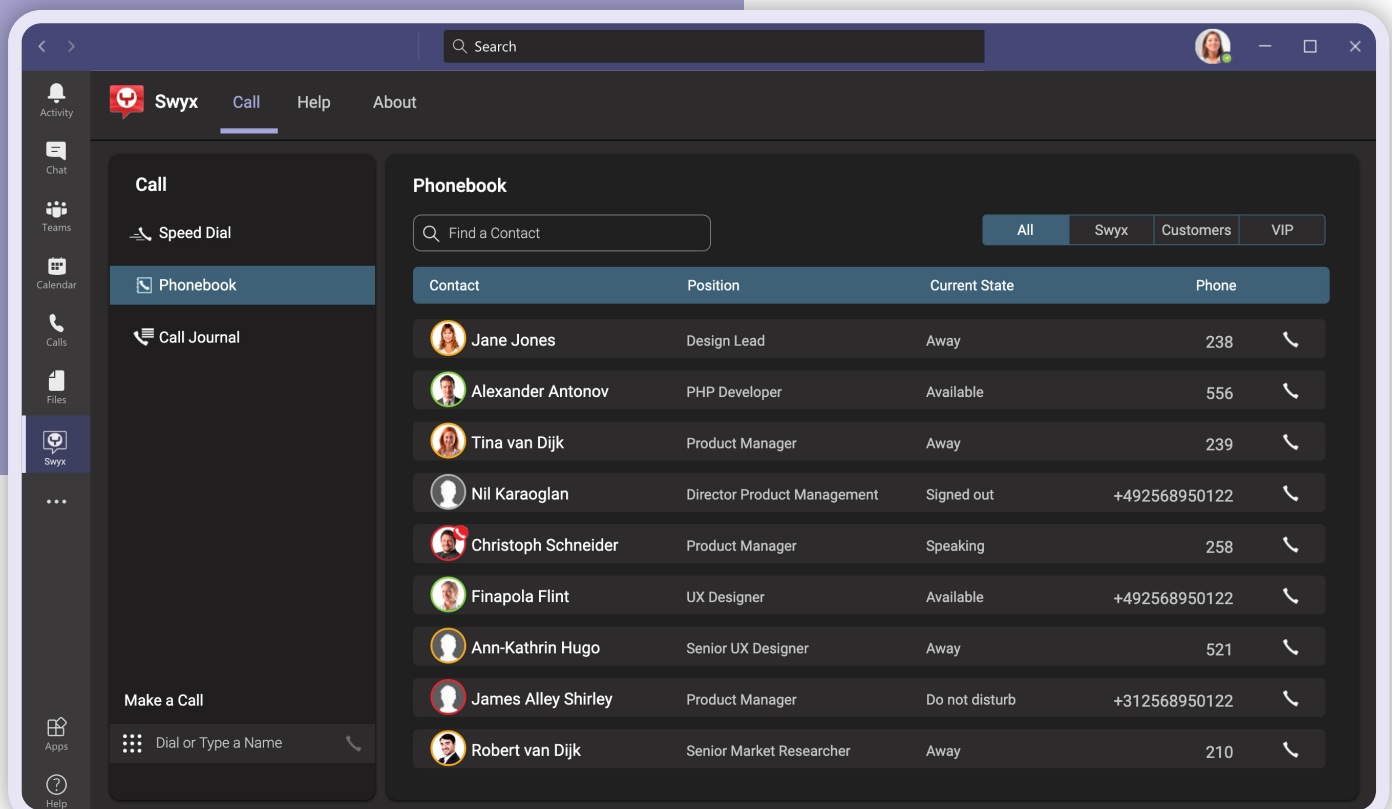 Search
Activity
Chat
Teams
Calendar
Calls
Files
Swyx
Apps
Help
Swyx Call Help About
Call
Speed Dial
Phonebook
Call Journal
Make a Call
Dial or Type a Name
Phonebook
Find a Contact
All Swyx Customers VIP
Contact Position Current State Phone
Jane Jones Design Lead Away 238
Alexander Antonov PHP Developer Available 556
Tina van Dijk Product Manager Away 239
Nil Karaoglan Director Product Management Signed out +492568950122
Christoph Schneider Product Manager Speaking 258
Finapola Flint UX Designer Available +492568950122
Ann-Kathrin Hugo Senior UX Designer Away 521
James Alley Shirley Product Manager Do not disturb +312568950122
Robert van Dijk Senior Market Researcher Away 210